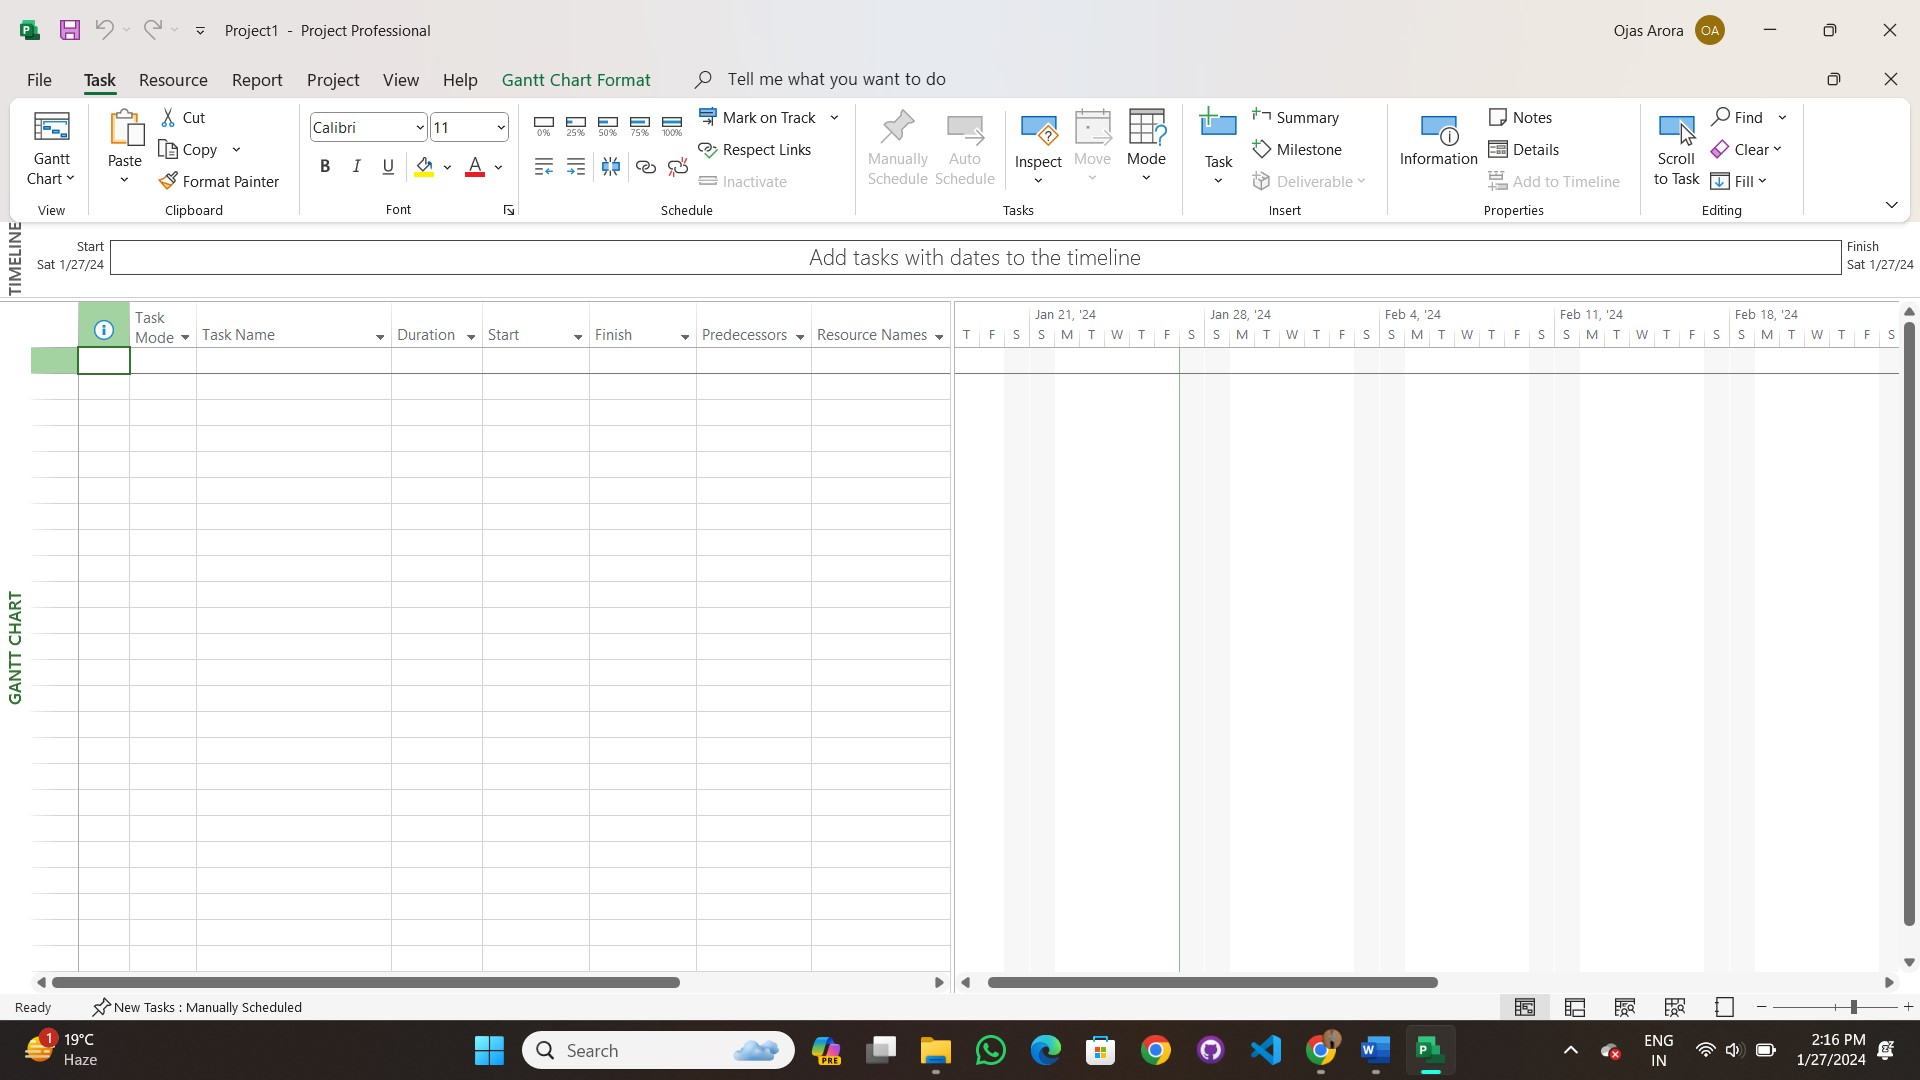 Project1 - Project Professional
Ojas Arora OA
File Task Resource Report Project View Help Gantt Chart Format Tell me what you want to do
Gantt
Chart
View
Paste
Cut
Copy
Format Painter
Clipboard
Calibri 11
B I U A
Font
0% 25% 50% 75% 100%
Mark on Track
Respect Links
Inactivate
Schedule
Manually
Schedule
Auto
Schedule
Inspect
Move
Mode
Tasks
Task
Summary
Milestone
Deliverable
Insert
Information
Notes
Details
Add to Timeline
Properties
Scroll
to Task
Find
Clear
Fill
Editing
TIMELINE
Start
Sat 1/27/24
Add tasks with dates to the timeline
Finish
Sat 1/27/24
Task
Mode
Task Name
Duration
Start
Finish
Predecessors
Resource Names
Jan 21, '24 Jan 28, '24 Feb 4, '24 Feb 11, '24 Feb 18, '24
T F S S M T W T F S S M T W T F S S M T W T F S S M T W T F S S M T W T F S
GANTT CHART
Ready
New Tasks : Manually Scheduled
1
19°C
Haze
Search
PRE
ENG
IN
2:16 PM
1/27/2024